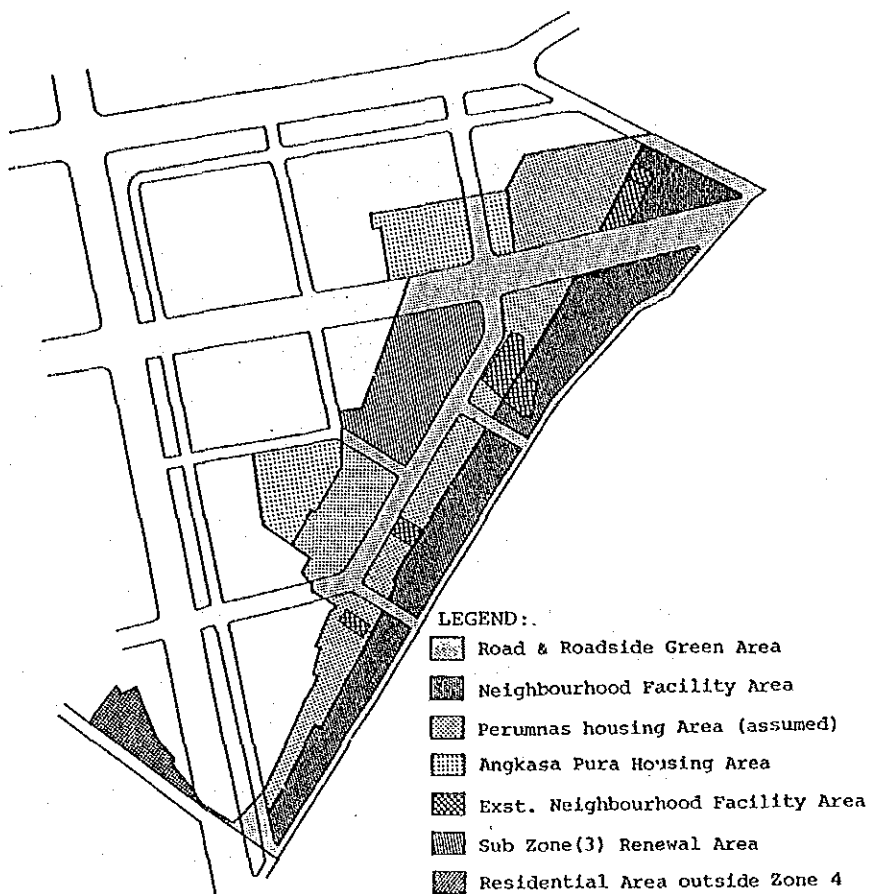 LEGEND:.
Road & Roadside Green Area
Neighbourhood Facility Area
Perumnas housing Area (assumed)
Angkasa Pura Housing Area
Exst. Neighbourhood Facility Area
Sub Zone(3) Renewal Area
Residential Area outside Zone 4